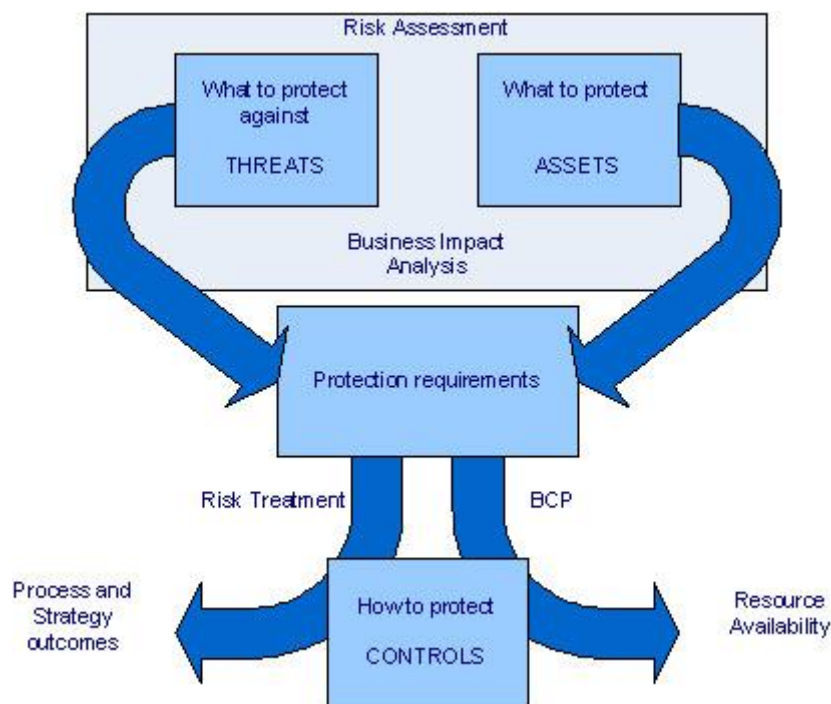 Risk Assessment
What to protect
against
THREATS
What to protect
ASSETS
Business Impact
Analysis
Protection requirements
Risk Treatment
BCP
Process and
Strategy
outcomes
How to protect
CONTROLS
Resource
Availability